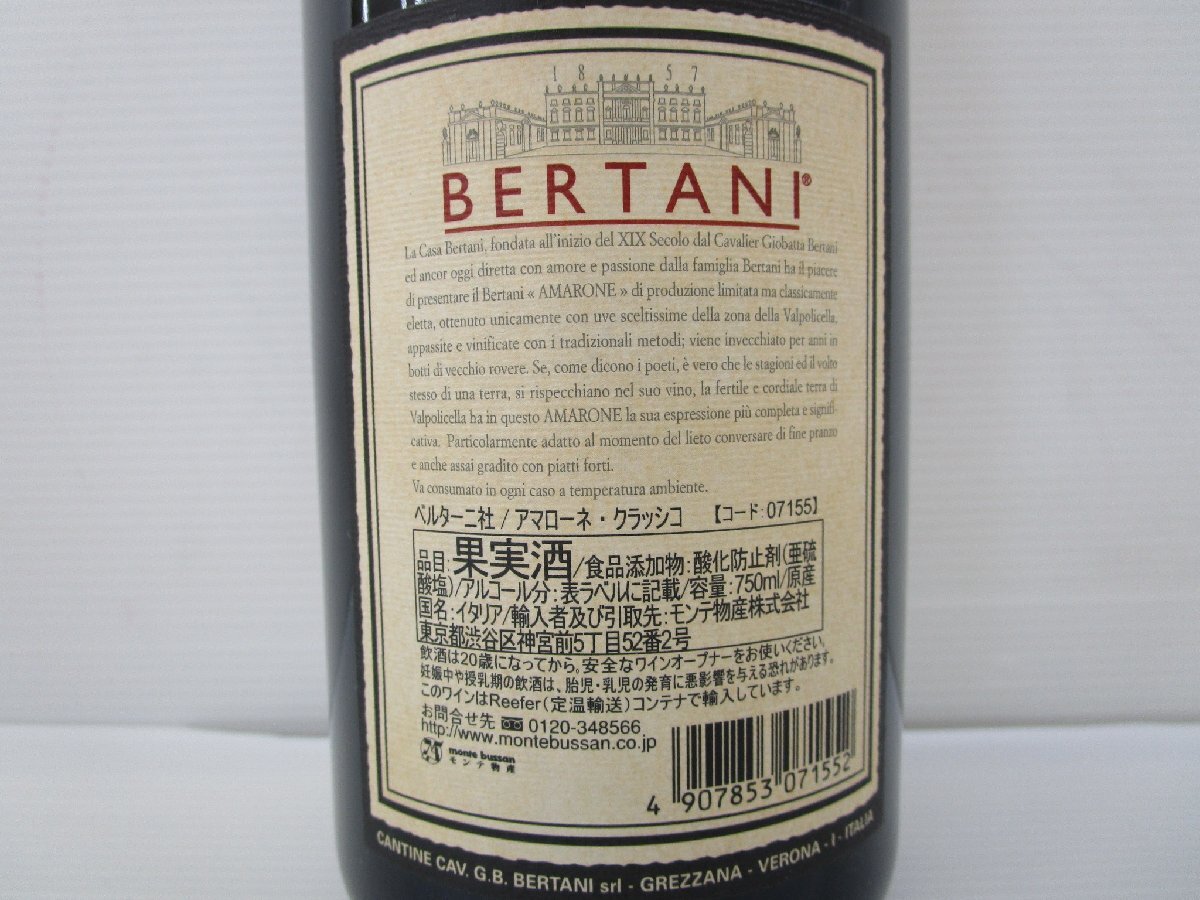 1857
BERTANI®
La Casa Bertani, fondata all'inizio del XIX Secolo dal Cavalier Giobatta Bertani
ed ancor oggi diretta con amore e passione dalla famiglia Bertani ha il piacere
di presentare il Bertani « AMARONE » di produzione limitata ma classicamente
eletta, ottenuto unicamente con uve sceltissime della zona della Valpolicella,
appassite e vinificate con i tradizionali metodi; viene invecchiato per anni in
botti di vecchio rovere. Se, come dicono i poeti, è vero che le stagioni ed il volto
stesso di una terra, si rispecchiano nel suo vino, la fertile e cordiale terra di
Valpolicella ha in questo AMARONE la sua espressione più completa e signifi-
cativa. Particolarmente adatto al momento del lieto conversare di fine pranzo
e anche assai gradito con piatti forti.
Va consumato in ogni caso a temperatura ambiente.
ベルターニ社 / アマローネ・クラッシコ 【コード:07155】
品目:果実酒/食品添加物:酸化防止剤(亜硫
酸塩)/アルコール分:表ラベルに記載/容量:750ml/原産
国名:イタリア/輸入者及び引取先:モンテ物産株式会社
東京都渋谷区神宮前5丁目52番2号
飲酒は20歳になってから。安全なワインオープナーをお使いください。
妊娠中や授乳期の飲酒は、胎児・乳児の発育に悪影響を与える恐れがあります。
このワインはReefer(定温輸送)コンテナで輸入しています。
お問合せ先 0120-348566
http://www.montebussan.co.jp
monte bussan
モンテ物産
4 907853 071552
CANTINE CAV. G.B. BERTANI srl - GREZZANA - VERONA - I - ITALIA